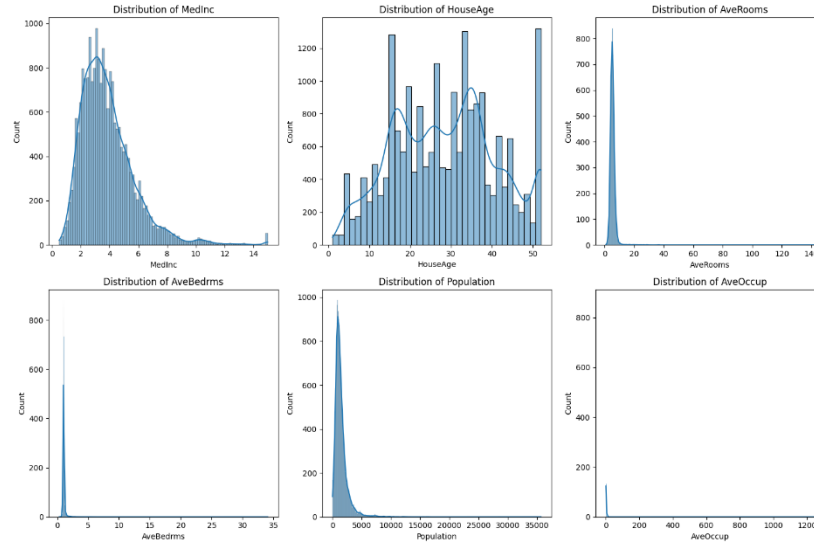 Distribution of MedInc
Distribution of HouseAge
Distribution of AveRooms
1000
800
600
400
200
0
Count
0 2 4 6 8 10 12 14
MedInc
1200
1000
800
600
400
200
0
Count
0 10 20 30 40 50
HouseAge
800
700
600
500
400
300
200
100
0
Count
0 20 40 60 80 100 120 140
AveRooms
Distribution of AveBedrms
Distribution of Population
Distribution of AveOccup
800
600
400
200
0
Count
0 5 10 15 20 25 30 35
AveBedrms
1000
800
600
400
200
0
Count
0 5000 10000 15000 20000 25000 30000 35000
Population
800
600
400
200
0
Count
0 200 400 600 800 1000 1200
AveOccup